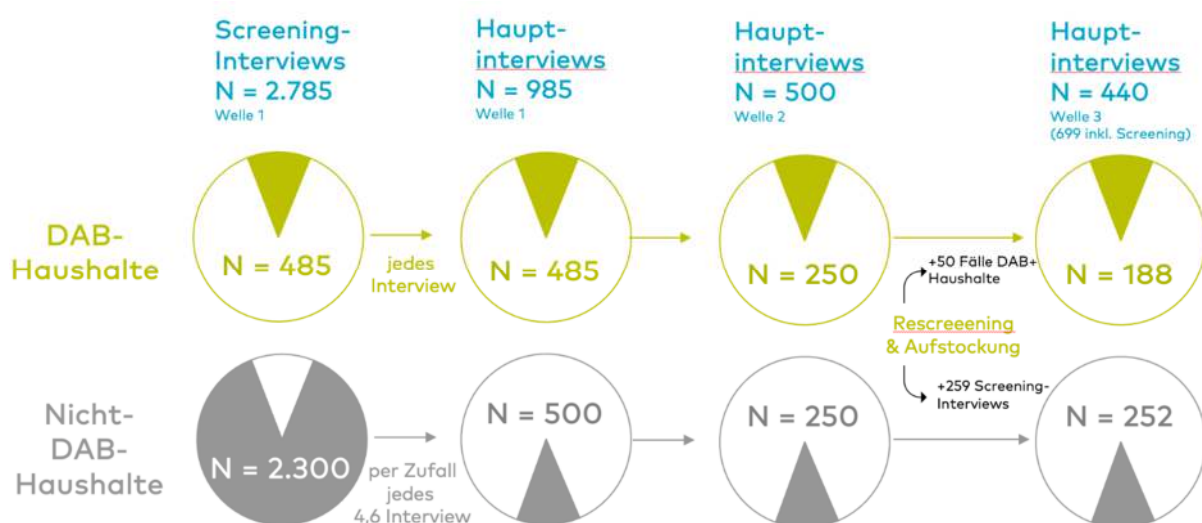 Screening-
Interviews
N = 2.785
Welle 1
Haupt-
interviews
N = 985
Welle 1
Haupt-
interviews
N = 500
Welle 2
Haupt-
interviews
N = 440
Welle 3
(699 inkl. Screening)
DAB-
Haushalte
N = 485
jedes
Interview
N = 485
N = 250
+50 Fälle DAB+
Haushalte
N = 188
Rescreeening
& Aufstockung
+259 Screening-
Interviews
Nicht-
DAB-
Haushalte
N = 2.300
per Zufall
jedes
4,6 Interview
N = 500
N = 250
N = 252